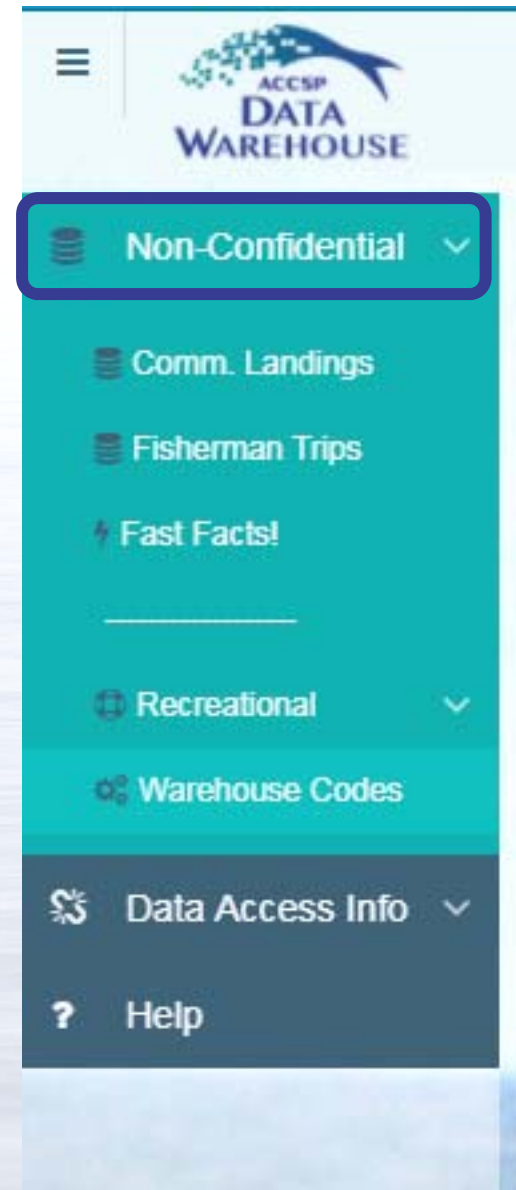 ACCSP
DATA
WAREHOUSE
Non-Confidential
Comm. Landings
Fisherman Trips
Fast Facts!
Recreational
Warehouse Codes
Data Access Info
? Help